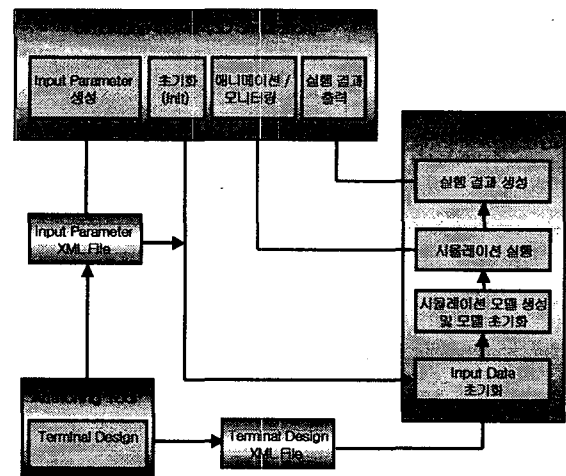 Input Parameter
생성
초기화
(Init)
애니메이션 /
모니터링
실행 결과
출력
실행 결과 생성
Input Parameter
XML File
시뮬레이션 실행
시뮬레이션 모델 생성
및 모델 초기화
Input Data
초기화
Terminal Design
Terminal Design
XML File